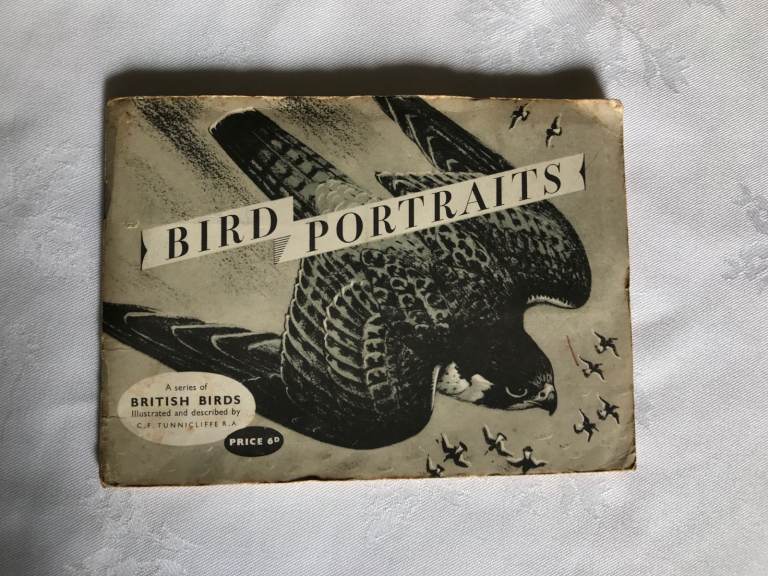 BIRD PORTRAITS
A series of
BRITISH BIRDS
Illustrated and described by
C.F. TUNNICLIFFE R.A.
PRICE 6D